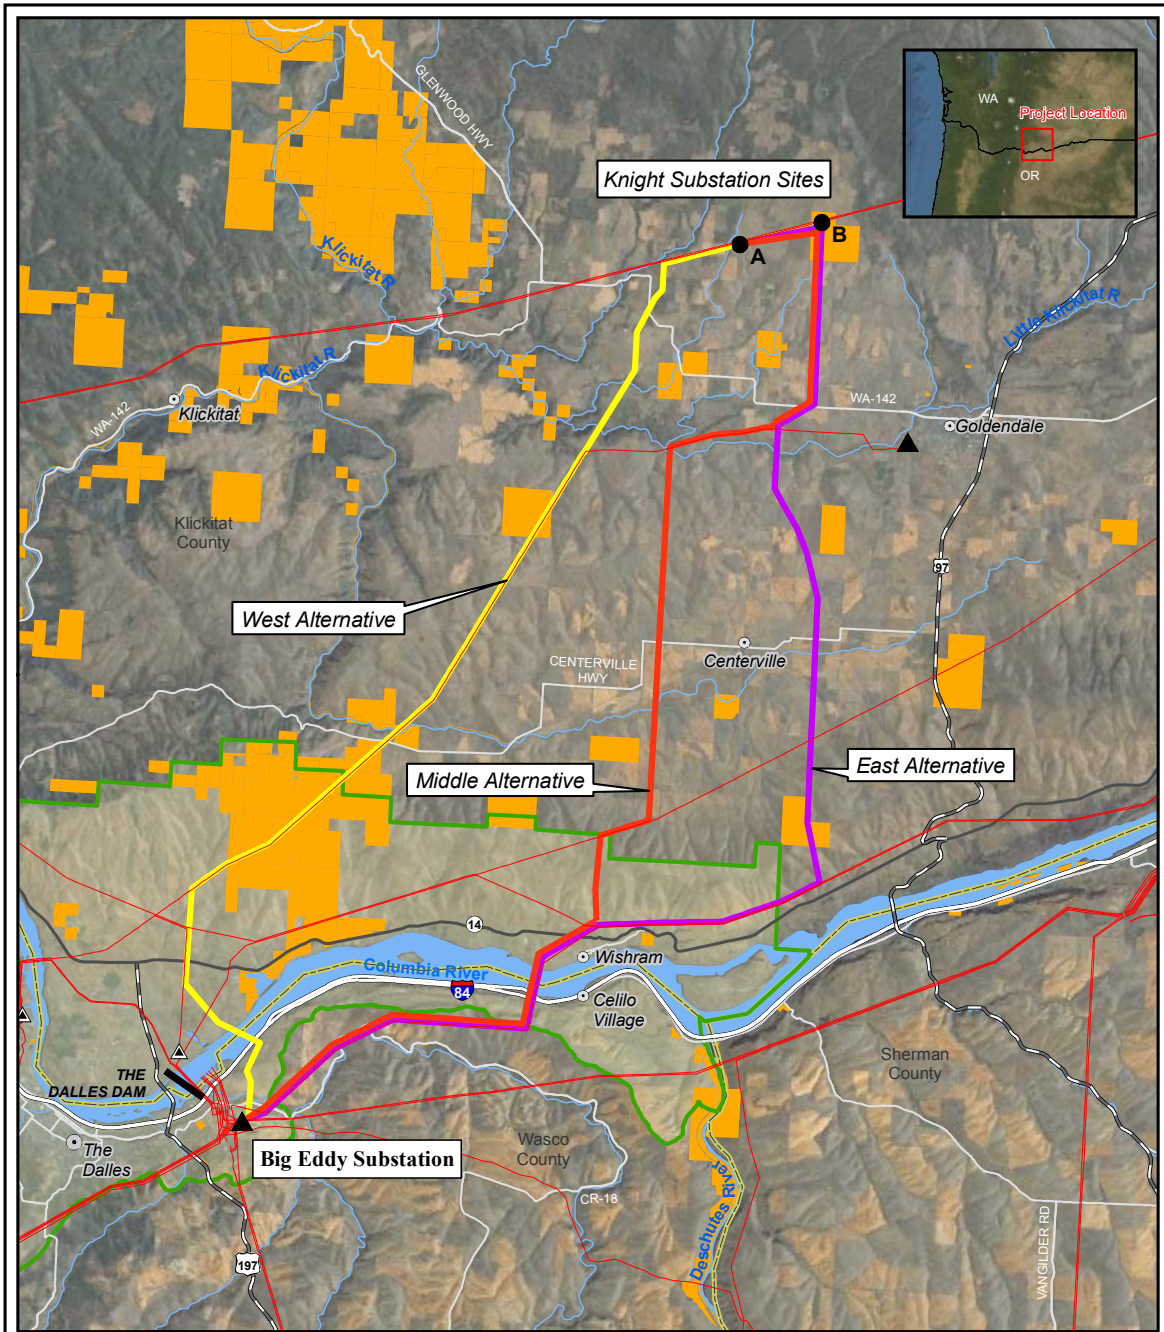 GLENWOOD HWY
WA
Project Location
OR
Knight Substation Sites
B
A
Klickitat R
Little Klickitat R
Klickitat R
WA-142
Klickitat
WA-142
Goldendale
Klickitat
County
97
West Alternative
CENTERVILLE
HWY
Centerville
Middle Alternative
East Alternative
14
Wishram
Columbia River
84
Celilo
Village
Sherman
County
THE
DALLES DAM
The
Dalles
Big Eddy Substation
Wasco
County
CR-18
Deschutes River
VANGILDER RD
197